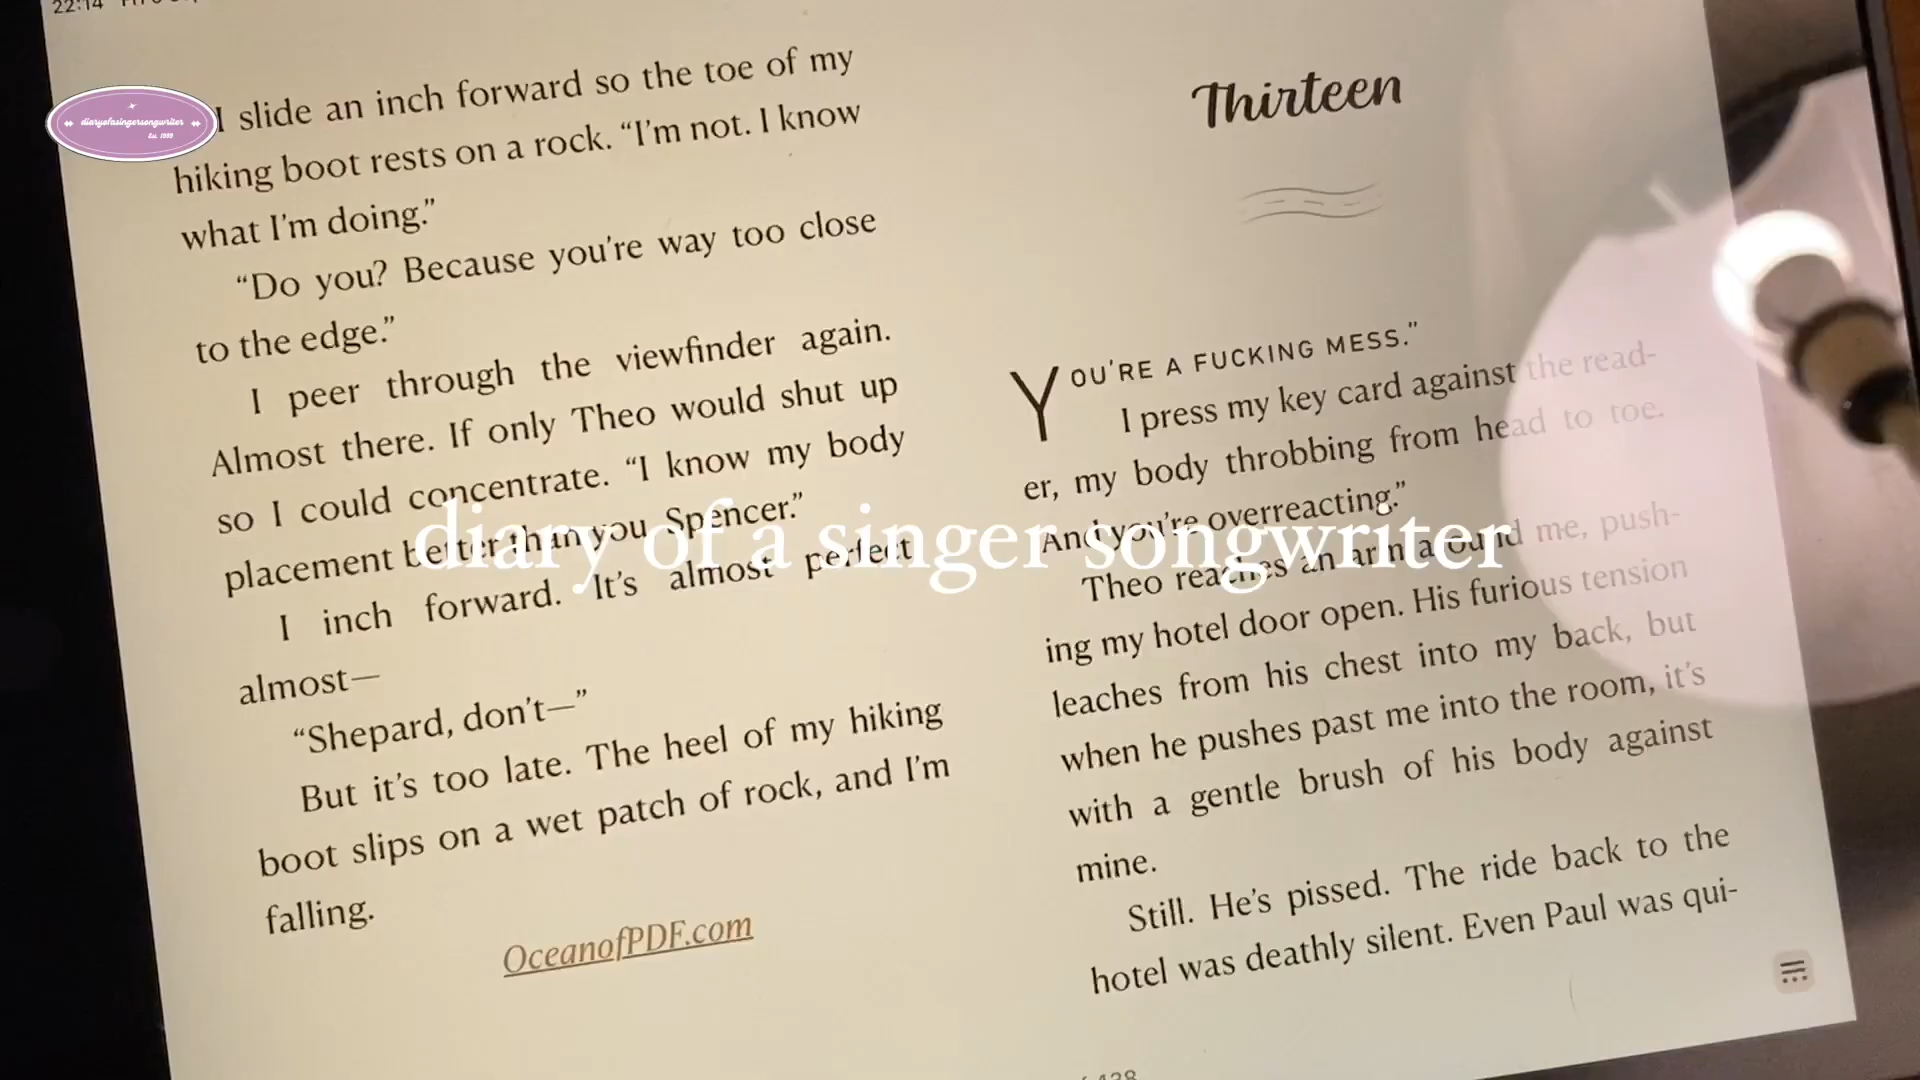 22:14
diaryofasingersongwriter
Est. 1999
I slide an inch forward so the toe of my
hiking boot rests on a rock. “I’m not. I know
what I’m doing.”
“Do you? Because you’re way too close
to the edge.”
I peer through the viewfinder again.
Almost there. If only Theo would shut up
so I could concentrate. “I know my body
placement better than you Spencer.”
I inch forward. It’s almost perfect
almost—
“Shepard, don’t—”
But it’s too late. The heel of my hiking
boot slips on a wet patch of rock, and I’m
falling.
OceanofPDF.com
Thirteen
YOU’RE A FUCKING MESS.”
I press my key card against the read-
er, my body throbbing from head to toe.
And you’re overreacting.”
Theo reaches an arm around me, push-
ing my hotel door open. His furious tension
leaches from his chest into my back, but
when he pushes past me into the room, it’s
with a gentle brush of his body against
mine.
Still. He’s pissed. The ride back to the
hotel was deathly silent. Even Paul was qui-
diary of a singer songwriter